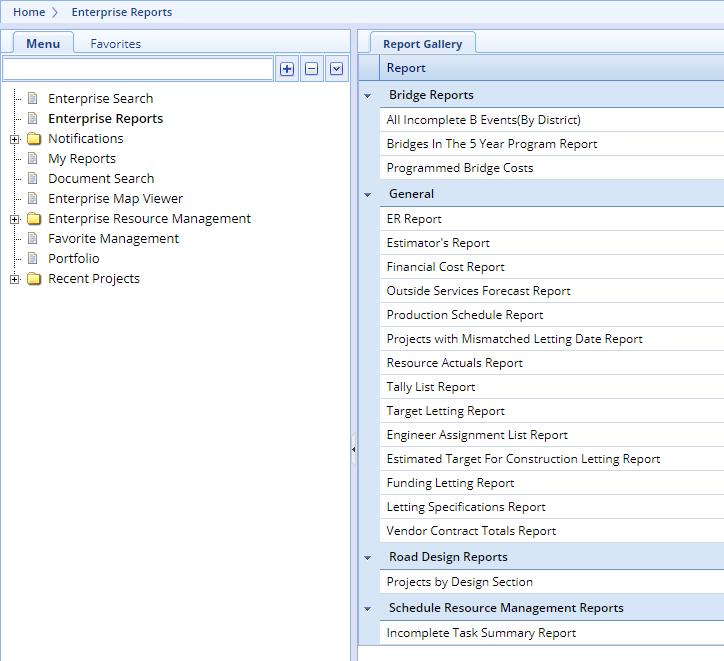 Home
Enterprise Reports
Menu
Favorites
Enterprise Search
Enterprise Reports
Notifications
My Reports
Document Search
Enterprise Map Viewer
Enterprise Resource Management
Favorite Management
Portfolio
Recent Projects
Report Gallery
Report
Bridge Reports
All Incomplete B Events(By District)
Bridges In The 5 Year Program Report
Programmed Bridge Costs
General
ER Report
Estimator's Report
Financial Cost Report
Outside Services Forecast Report
Production Schedule Report
Projects with Mismatched Letting Date Report
Resource Actuals Report
Tally List Report
Target Letting Report
Engineer Assignment List Report
Estimated Target For Construction Letting Report
Funding Letting Report
Letting Specifications Report
Vendor Contract Totals Report
Road Design Reports
Projects by Design Section
Schedule Resource Management Reports
Incomplete Task Summary Report